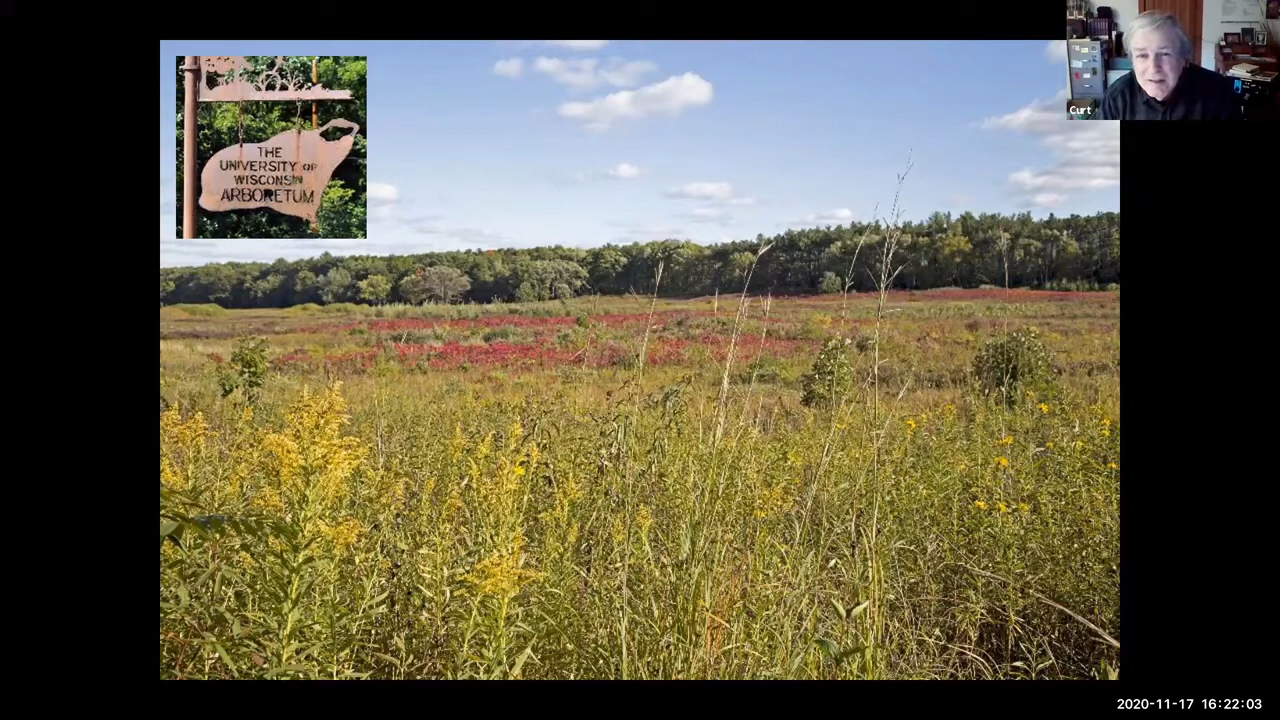 THE
UNIVERSITY OF
WISCONSIN
ARBORETUM
Curt
2020-11-17 16:22:03